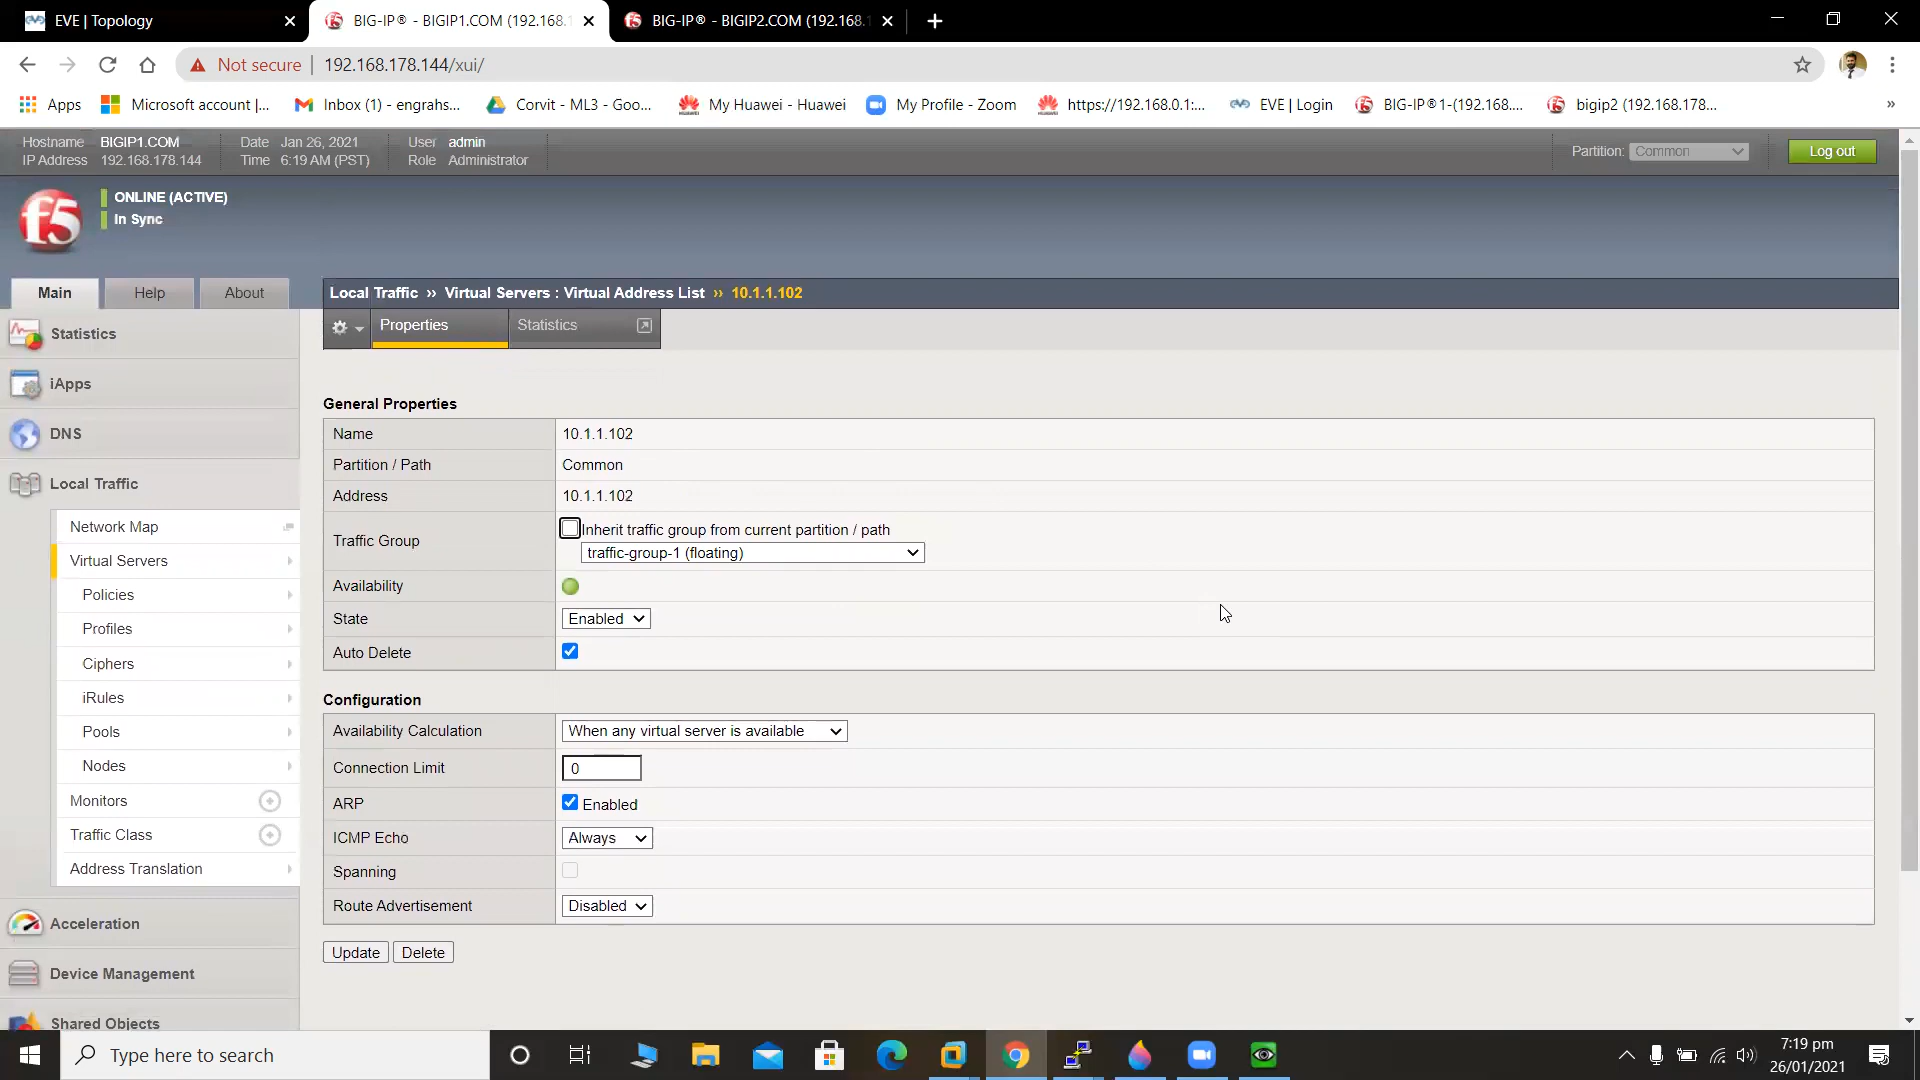 EVE | Topology
BIG-IP® - BIGIP1.COM (192.168.1
BIG-IP® - BIGIP2.COM (192.168.1
Not secure
192.168.178.144/xui/
Apps
Microsoft account |...
Inbox (1) - engrahs...
Corvit - ML3 - Goo...
My Huawei - Huawei
My Profile - Zoom
https://192.168.0.1:...
EVE | Login
BIG-IP®1-(192.168....
bigip2 (192.168.178...
»
Hostname BIGIP1.COM
IP Address 192.168.178.144
Date Jan 26, 2021
Time 6:19 AM (PST)
User admin
Role Administrator
Partition: Common
Log out
f5
ONLINE (ACTIVE)
In Sync
Main
Help
About
Local Traffic ›› Virtual Servers : Virtual Address List ›› 10.1.1.102
Properties
Statistics
Statistics
iApps
DNS
Local Traffic
Network Map
Virtual Servers
Policies
Profiles
Ciphers
iRules
Pools
Nodes
Monitors
Traffic Class
Address Translation
Acceleration
Device Management
Shared Objects
General Properties
Name 10.1.1.102
Partition / Path Common
Address 10.1.1.102
Traffic Group Inherit traffic group from current partition / path
traffic-group-1 (floating)
Availability
State Enabled
Auto Delete
Configuration
Availability Calculation When any virtual server is available
Connection Limit 0
ARP Enabled
ICMP Echo Always
Spanning
Route Advertisement Disabled
Update
Delete
Type here to search
7:19 pm
26/01/2021